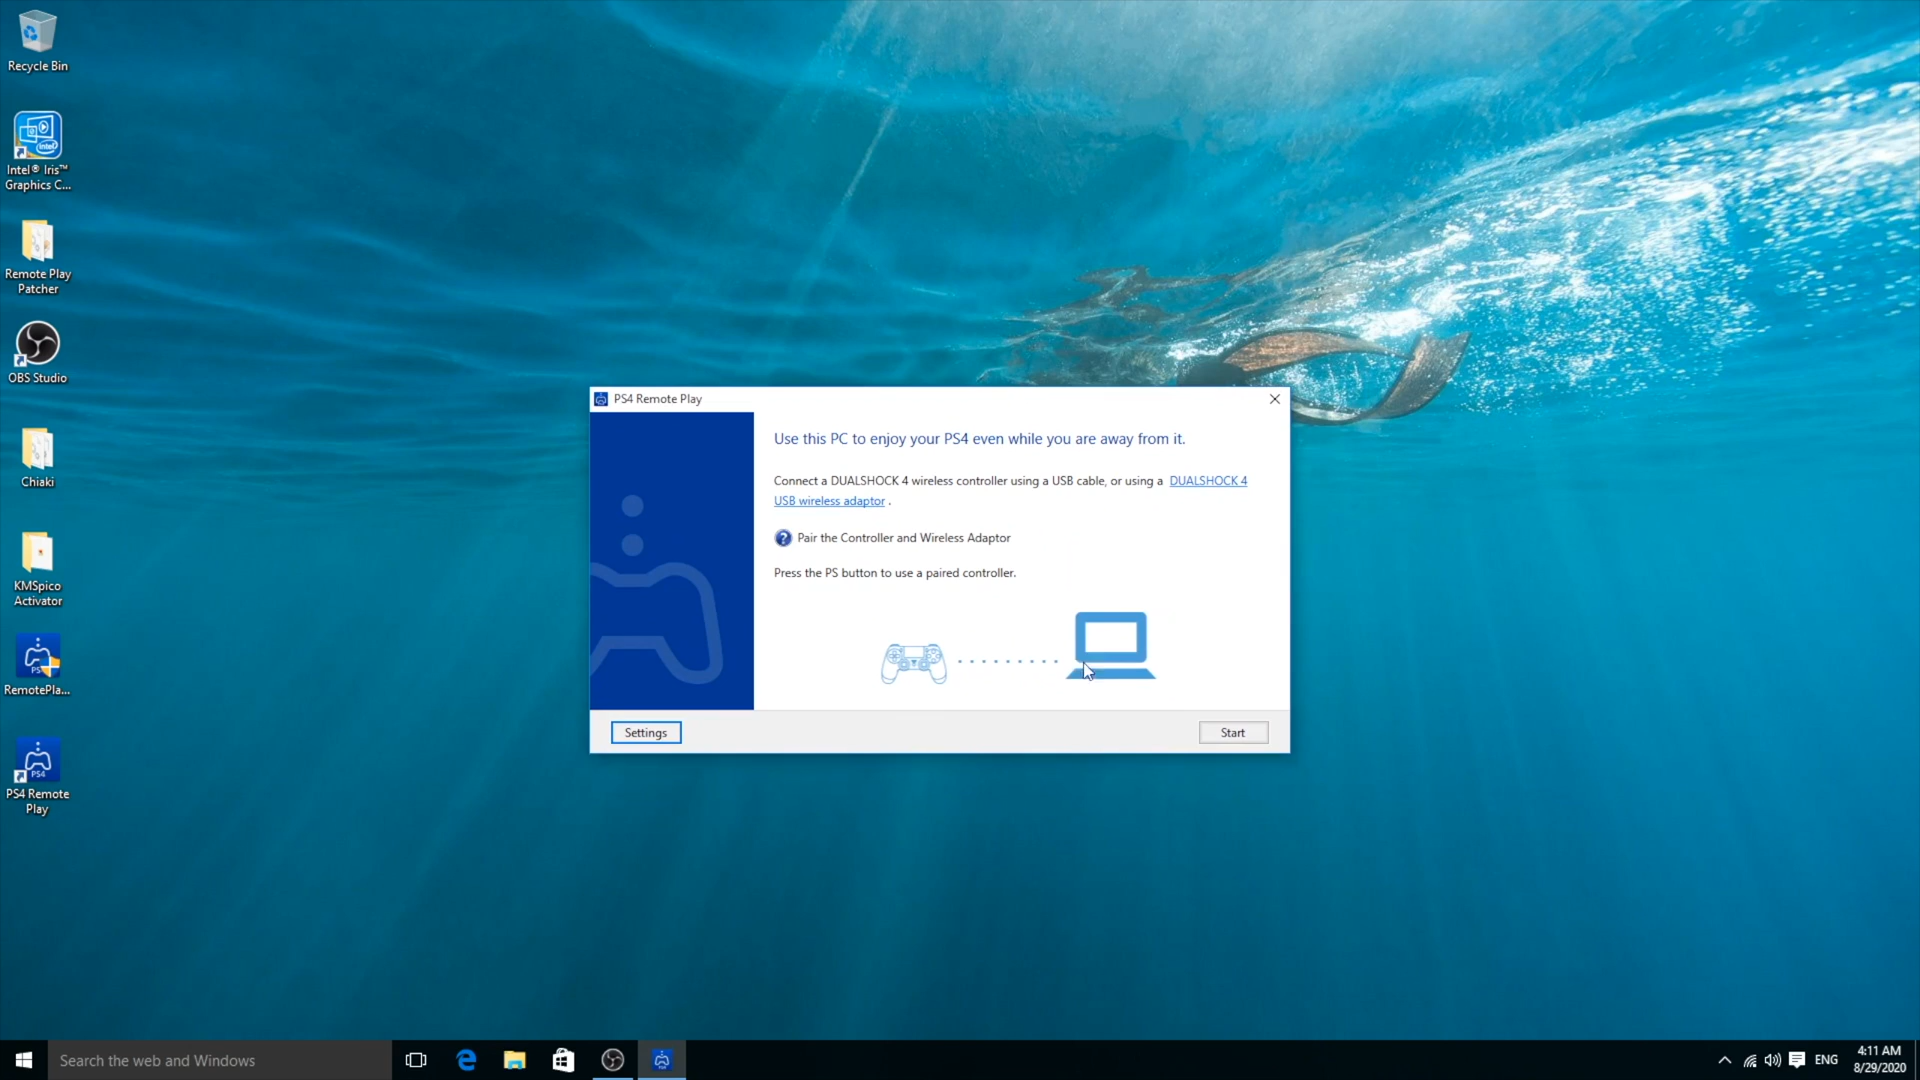 Recycle Bin
Intel® Iris™
Graphics C...
Remote Play
Patcher
OBS Studio
Chiaki
KMSpico
Activator
RemotePla...
PS4 Remote
Play
PS4 Remote Play
Use this PC to enjoy your PS4 even while you are away from it.
Connect a DUALSHOCK 4 wireless controller using a USB cable, or using a DUALSHOCK 4
USB wireless adaptor .
? Pair the Controller and Wireless Adaptor
Press the PS button to use a paired controller.
Settings
Start
Search the web and Windows
ENG
4:11 AM
8/29/2020